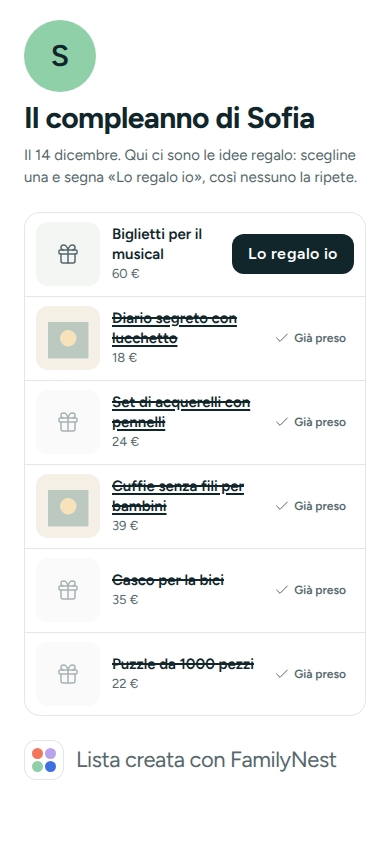 S
Il compleanno di Sofia
Il 14 dicembre. Qui ci sono le idee regalo: scegline
una e segna «Lo regalo io», così nessuno la ripete.
Biglietti per il
musical
60 €
Lo regalo io
Diario segreto con
lucchetto
18 €
Già preso
Set di acquerelli con
pennelli
24 €
Già preso
Cuffie senza fili per
bambini
39 €
Già preso
Casco per la bici
35 €
Già preso
Puzzle da 1000 pezzi
22 €
Già preso
Lista creata con FamilyNest